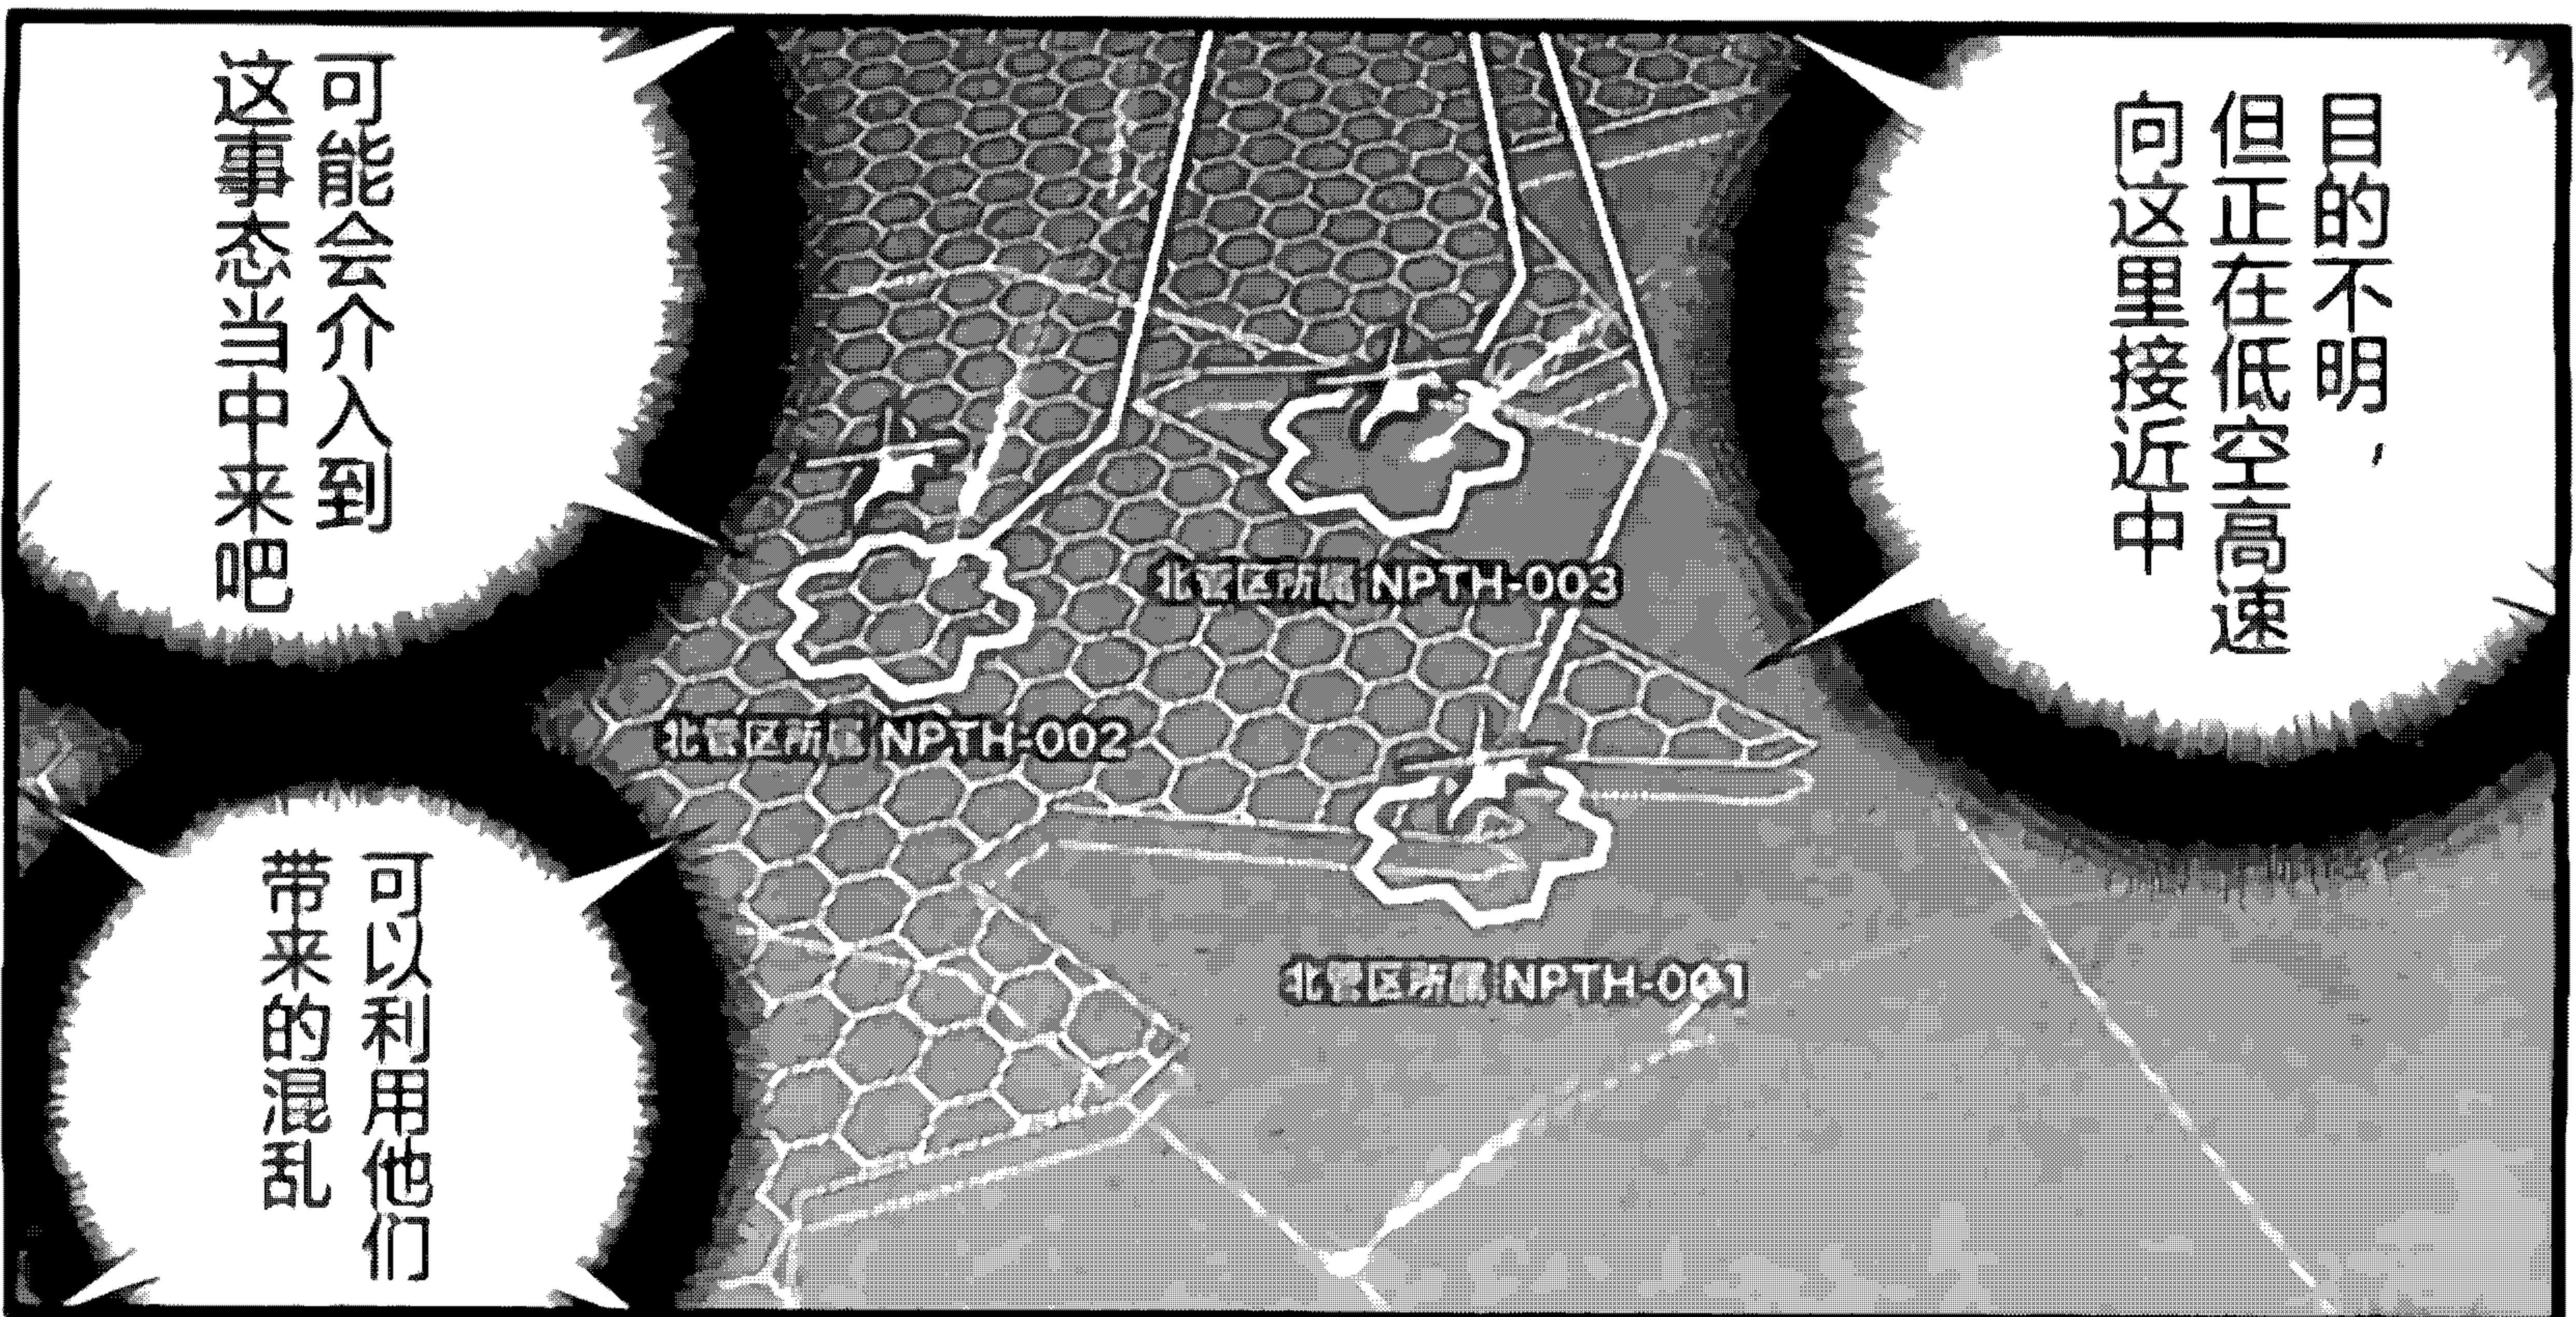 目的不明，
但正在低空高速
向这里接近中
可能会介入到
这事态当中来吧
可以利用他们
带来的混乱
北管区所属 NPTH-003
北管区所属 NPTH-002
北管区所属 NPTH-001